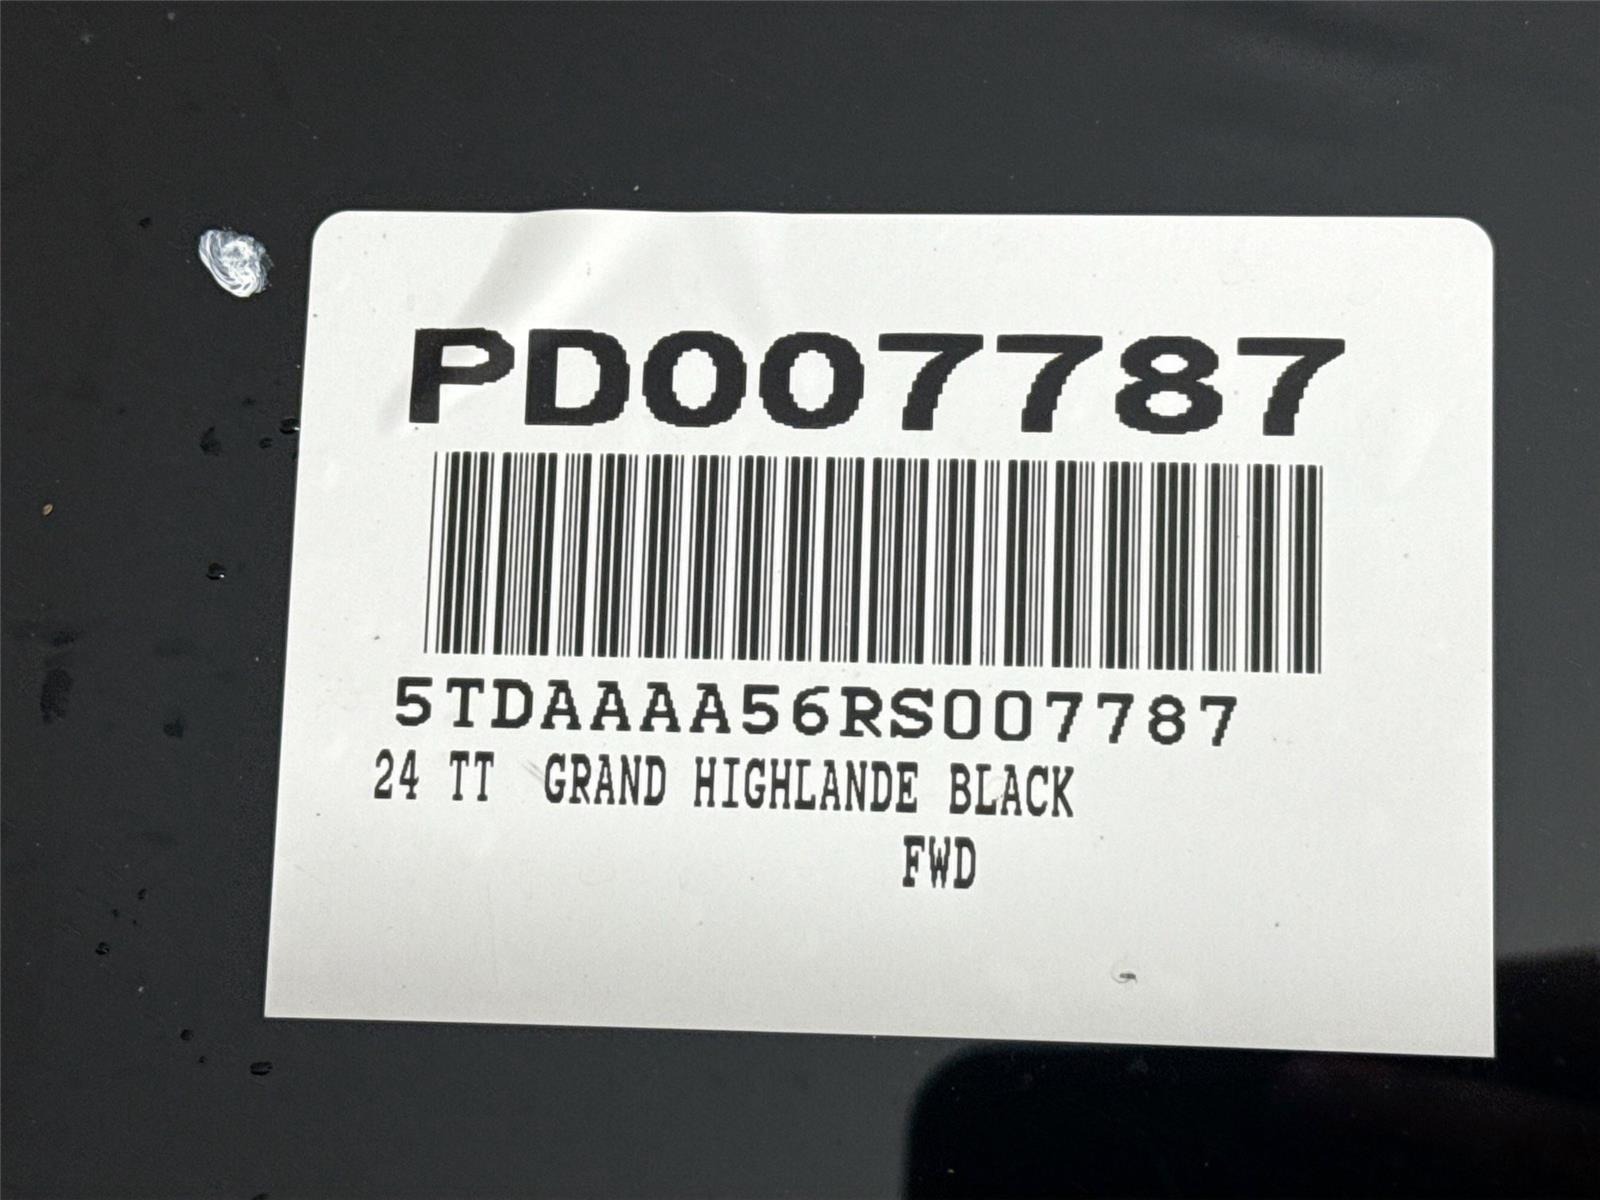 PD007787
5TDAAAA56RS007787
24 TT GRAND HIGHLANDE BLACK
FWD